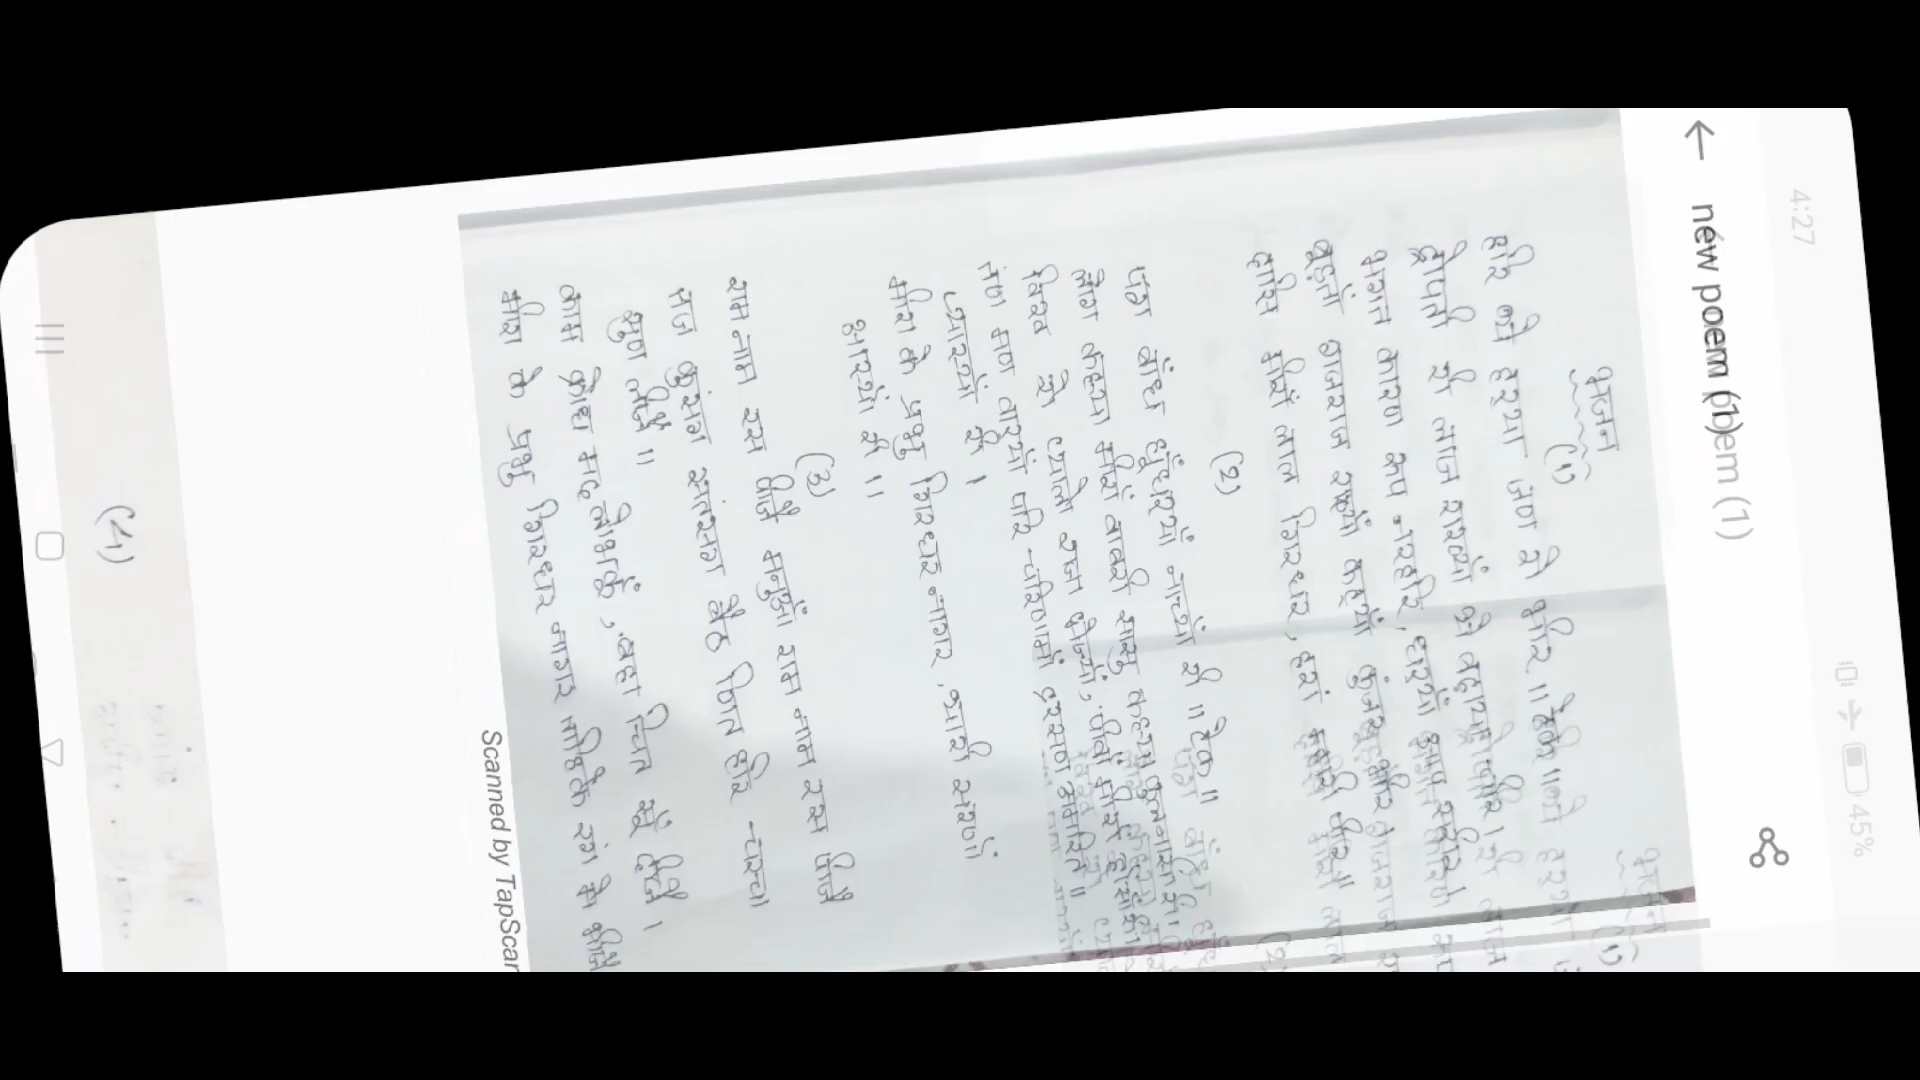 4:27
45%
← new poem (1)
भजन
(1)
हरि थे हरया जण री भीर ॥ टेक ॥
द्रोपता री लाज राख्याँ थे बढ़ायाँ चीर ।
भगत कारण रूप नरहरि, धारयाँ आप सरीर ।
बूड़ताँ गजराज राख्याँ कट्याँ कुंजर भीर ।
दासि मीराँ लाल गिरधर, हराँ म्हारी पीर ॥
(2)
पग बाँध घुँघरयाँ णाच्याँ री ॥ टेक ॥
लोग कह्या मीराँ बावरी सासु कह्या कुलनासा री ।
विख रो प्यालो राणा भेज्याँ, पीवाँ मीराँ हाँसा री ।
तण मण वारयाँ हरि चरिणामाँ दरसण अमरित
प्यास्याँ री ।
मीरा के प्रभु गिरधर नागर, थारी सरणाँ
आस्याँ री ॥
(3)
राम नाम रस पीजै मनुआँ राम नाम रस पीजै
तज कुसंग सतसंग बैठ णित हरि चरचा
सुण लीजै ॥
काम क्रोध मद लोभ कूं, बहा चित्त सूं दीजै ।
मीरा के प्रभु गिरधर नागर ताहि के रंग में भीजै
Scanned by TapScan
(4)